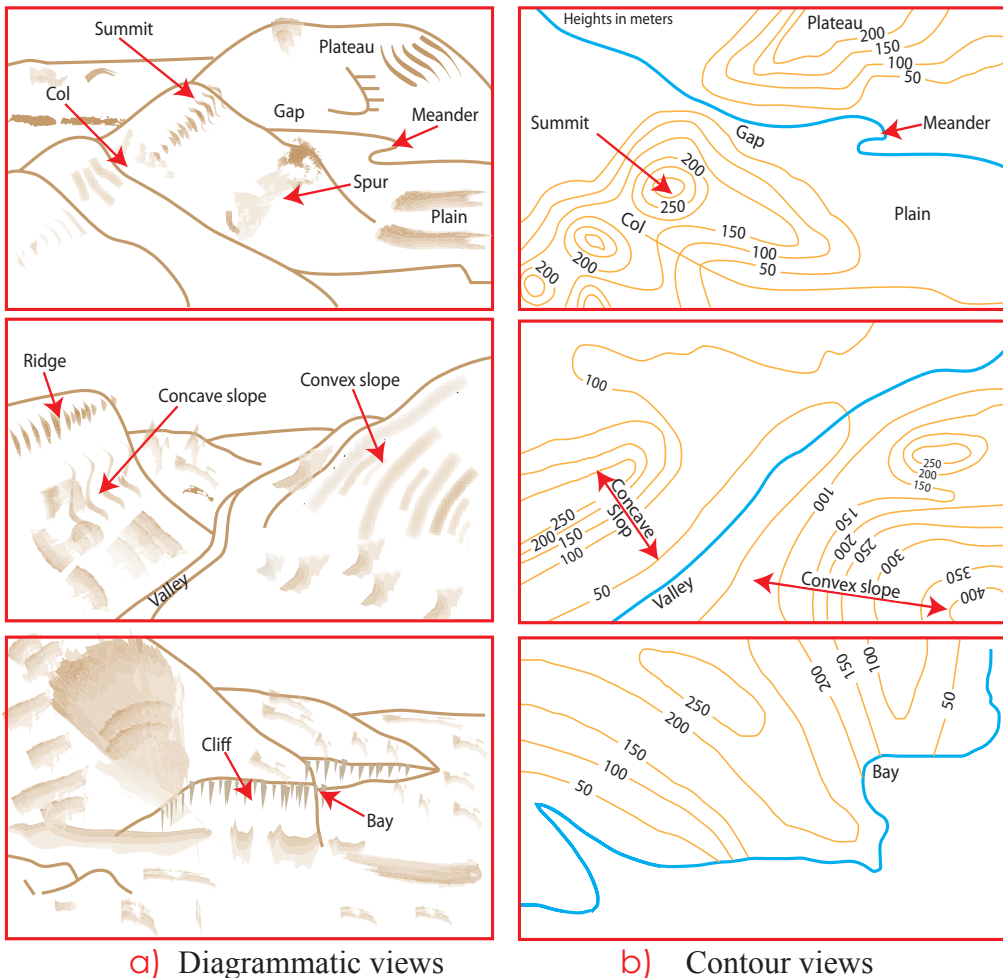 Summit
Plateau
Col
Gap
Meander
Spur
Plain
Heights in meters
Plateau
200
150
100
50
Summit
Gap
Meander
200
250
Col
150
Plain
100
50
200
200
Ridge
Concave slope
Convex slope
Valley
100
250
200
150
100
50
Concave
Slop
Valley
100
150
200
250
300
350
400
250
200
150
Convex slope
Cliff
Bay
250
200
150
100
50
200
150
100
50
Bay
a) Diagrammatic views
b) Contour views